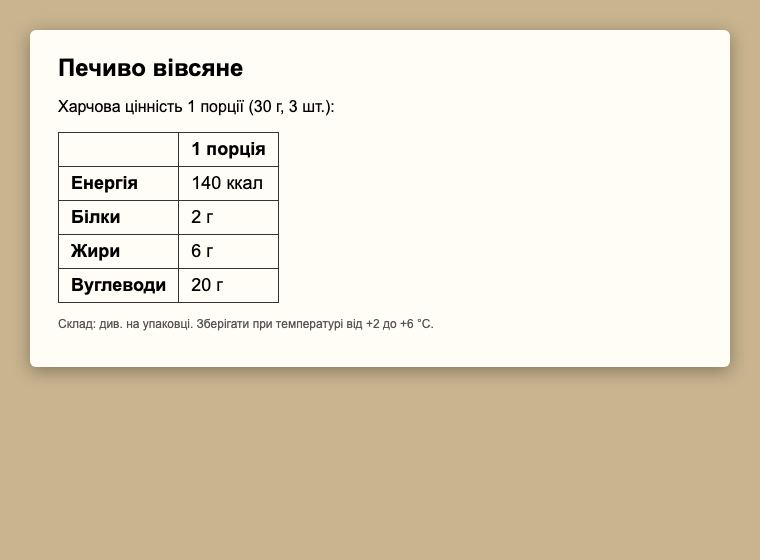 Печиво вівсяне
Харчова цінність 1 порції (30 г, 3 шт.):
1 порція
Енергія 140 ккал
Білки 2 г
Жири 6 г
Вуглеводи 20 г
Склад: див. на упаковці. Зберігати при температурі від +2 до +6 °C.